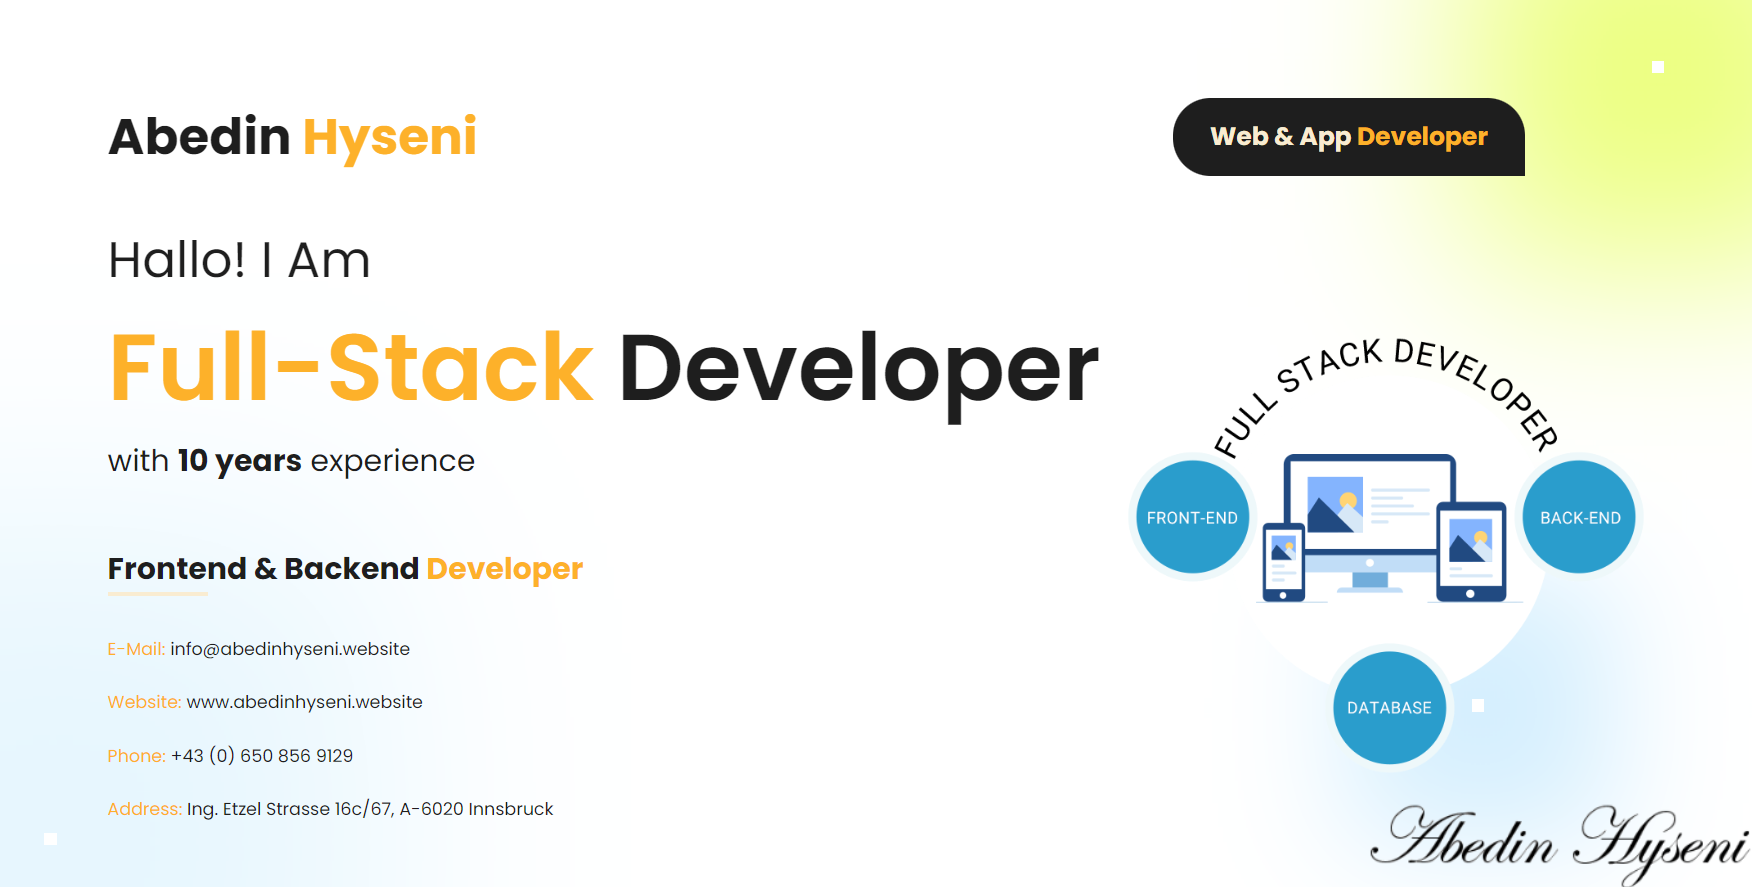 Abedin Hyseni
Web & App Developer
Hallo! I Am
Full-Stack Developer
with 10 years experience
Frontend & Backend Developer
E-Mail: info@abedinhyseni.website
Website: www.abedinhyseni.website
Phone: +43 (0) 650 856 9129
Address: Ing. Etzel Strasse 16c/67, A-6020 Innsbruck
FULL STACK DEVELOPER
FRONT-END
BACK-END
DATABASE
Abedin Hyseni